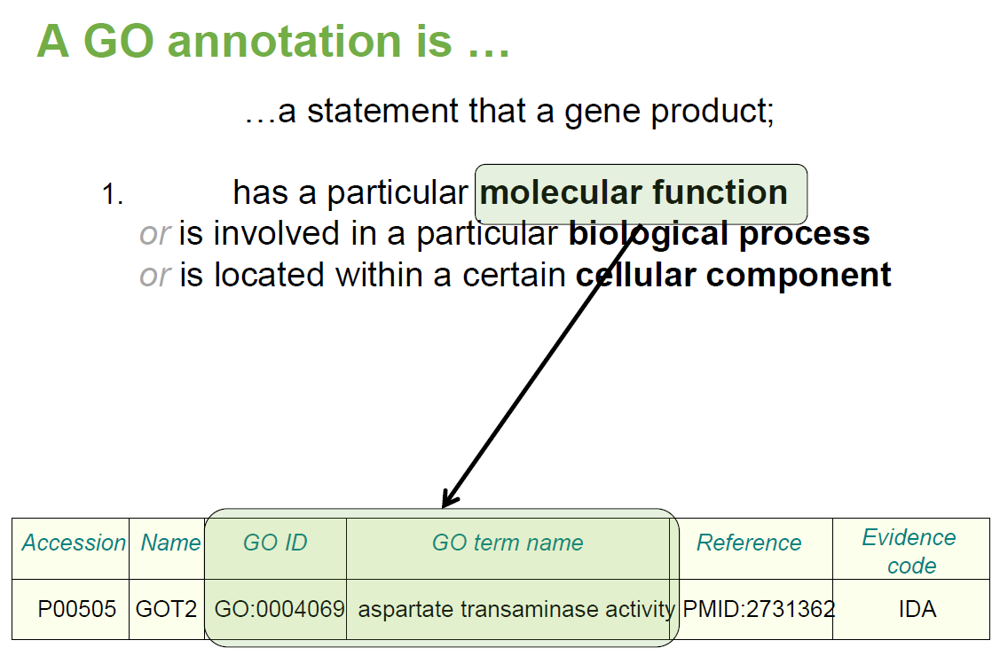 A GO annotation is …
…a statement that a gene product;
1. has a particular molecular function
or is involved in a particular biological process
or is located within a certain cellular component
Accession Name GO ID GO term name Reference Evidence code
P00505 GOT2 GO:0004069 aspartate transaminase activity PMID:2731362 IDA